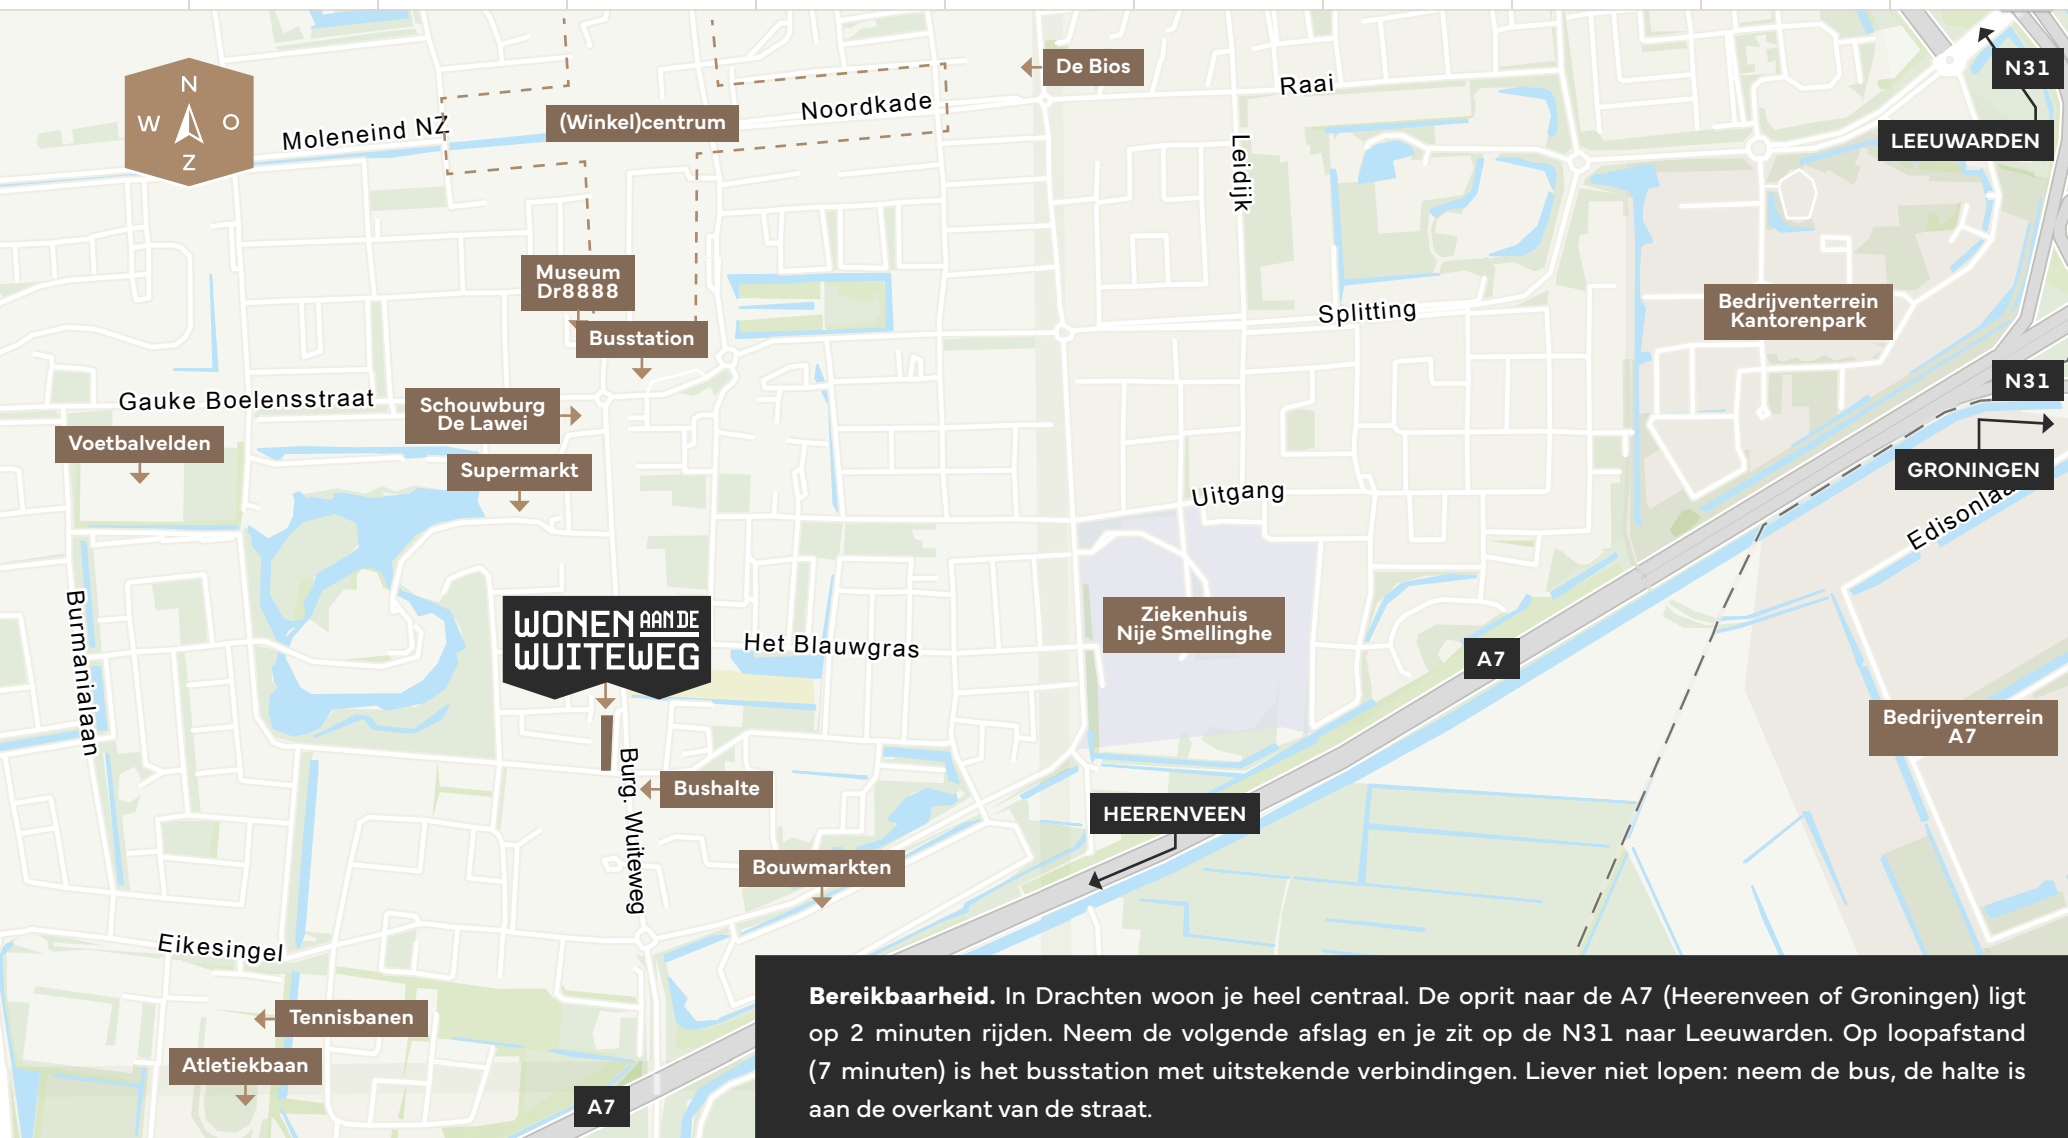 N
W O
Z
Moleneind NZ
(Winkel)centrum
Noordkade
De Bios
Raai
N31
LEEUWARDEN
Leidijk
Museum
Dr8888
Busstation
Splitting
Bedrijventerrein
Kantorenpark
N31
GRONINGEN
Gauke Boelensstraat
Schouwburg
De Lawei
Voetbalvelden
Supermarkt
Uitgang
Edisonlaa
Burmanialaan
WONEN AAN DE
WUITEWEG
Het Blauwgras
Ziekenhuis
Nije Smellinghe
A7
Bedrijventerrein
A7
Burg. Wuiteweg
Bushalte
HEERENVEEN
Bouwmarkten
Eikesingel
Tennisbanen
Atletiekbaan
A7
Bereikbaarheid. In Drachten woon je heel centraal. De oprit naar de A7 (Heerenveen of Groningen) ligt
op 2 minuten rijden. Neem de volgende afslag en je zit op de N31 naar Leeuwarden. Op loopafstand
(7 minuten) is het busstation met uitstekende verbindingen. Liever niet lopen: neem de bus, de halte is
aan de overkant van de straat.